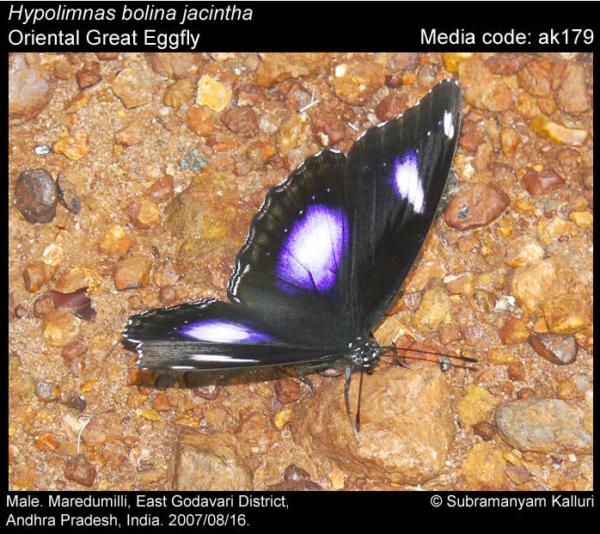 Hypolimnas bolina jacintha
Oriental Great Eggfly
Media code: ak179
Male. Maredumilli, East Godavari District,
Andhra Pradesh, India. 2007/08/16.
© Subramanyam Kalluri